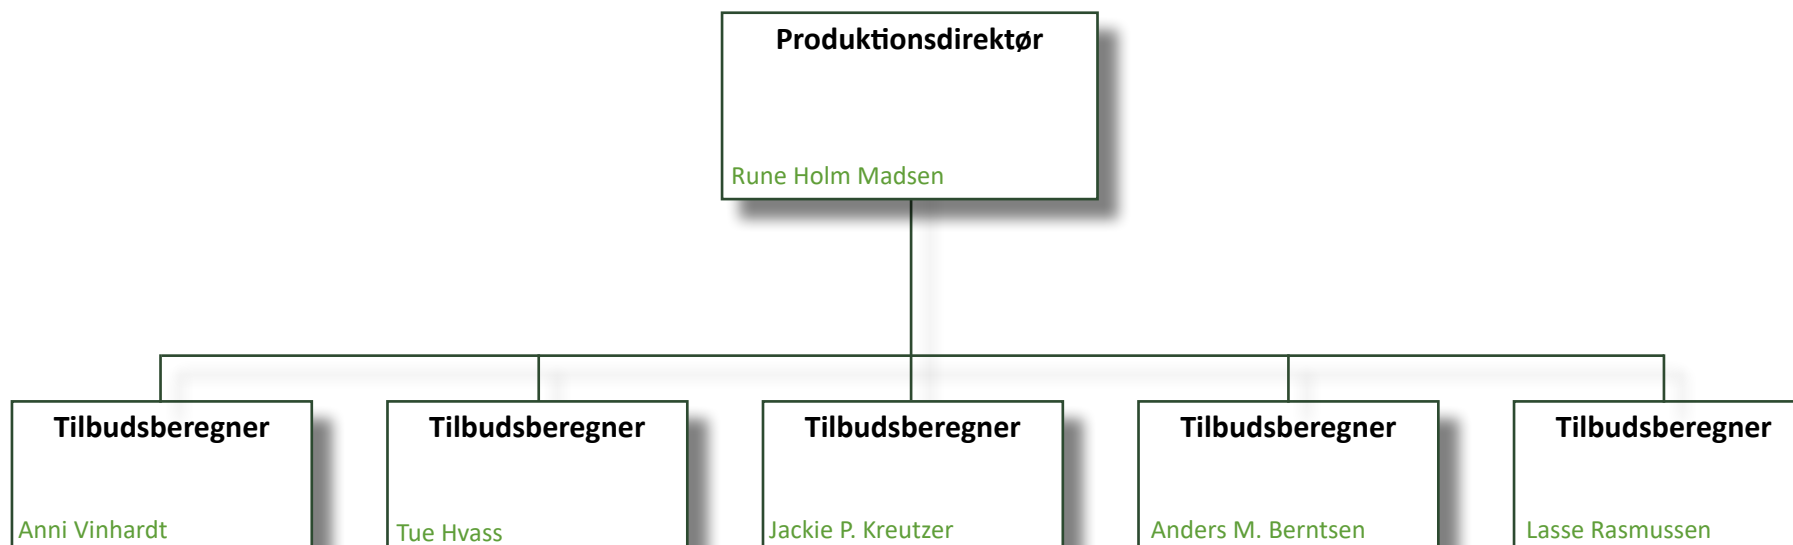 Produktionsdirektør
Rune Holm Madsen
Tilbudsberegner
Anni Vinhardt
Tilbudsberegner
Tue Hvass
Tilbudsberegner
Jackie P. Kreutzer
Tilbudsberegner
Anders M. Berntsen
Tilbudsberegner
Lasse Rasmussen